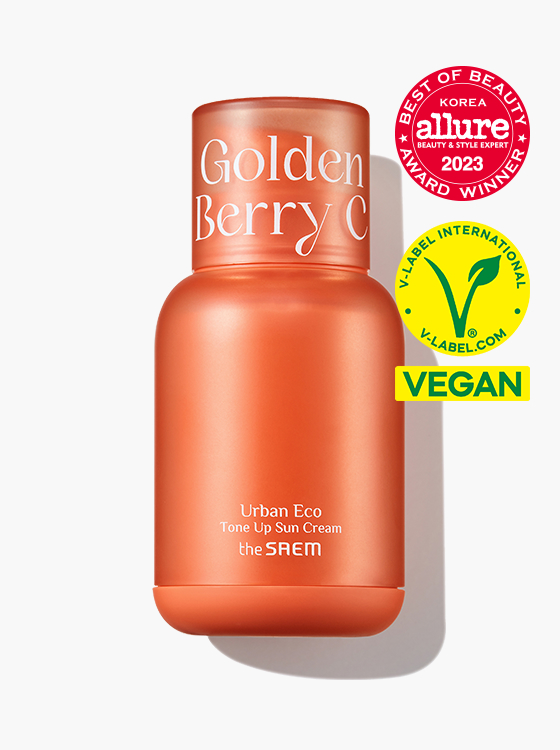 Golden
Berry C
Urban Eco
Tone Up Sun Cream
the SAEM
BEST OF BEAUTY
KOREA
allure
BEAUTY & STYLE EXPERT
2023
AWARD WINNER
V-LABEL INTERNATIONAL
®
V-LABEL.COM
VEGAN